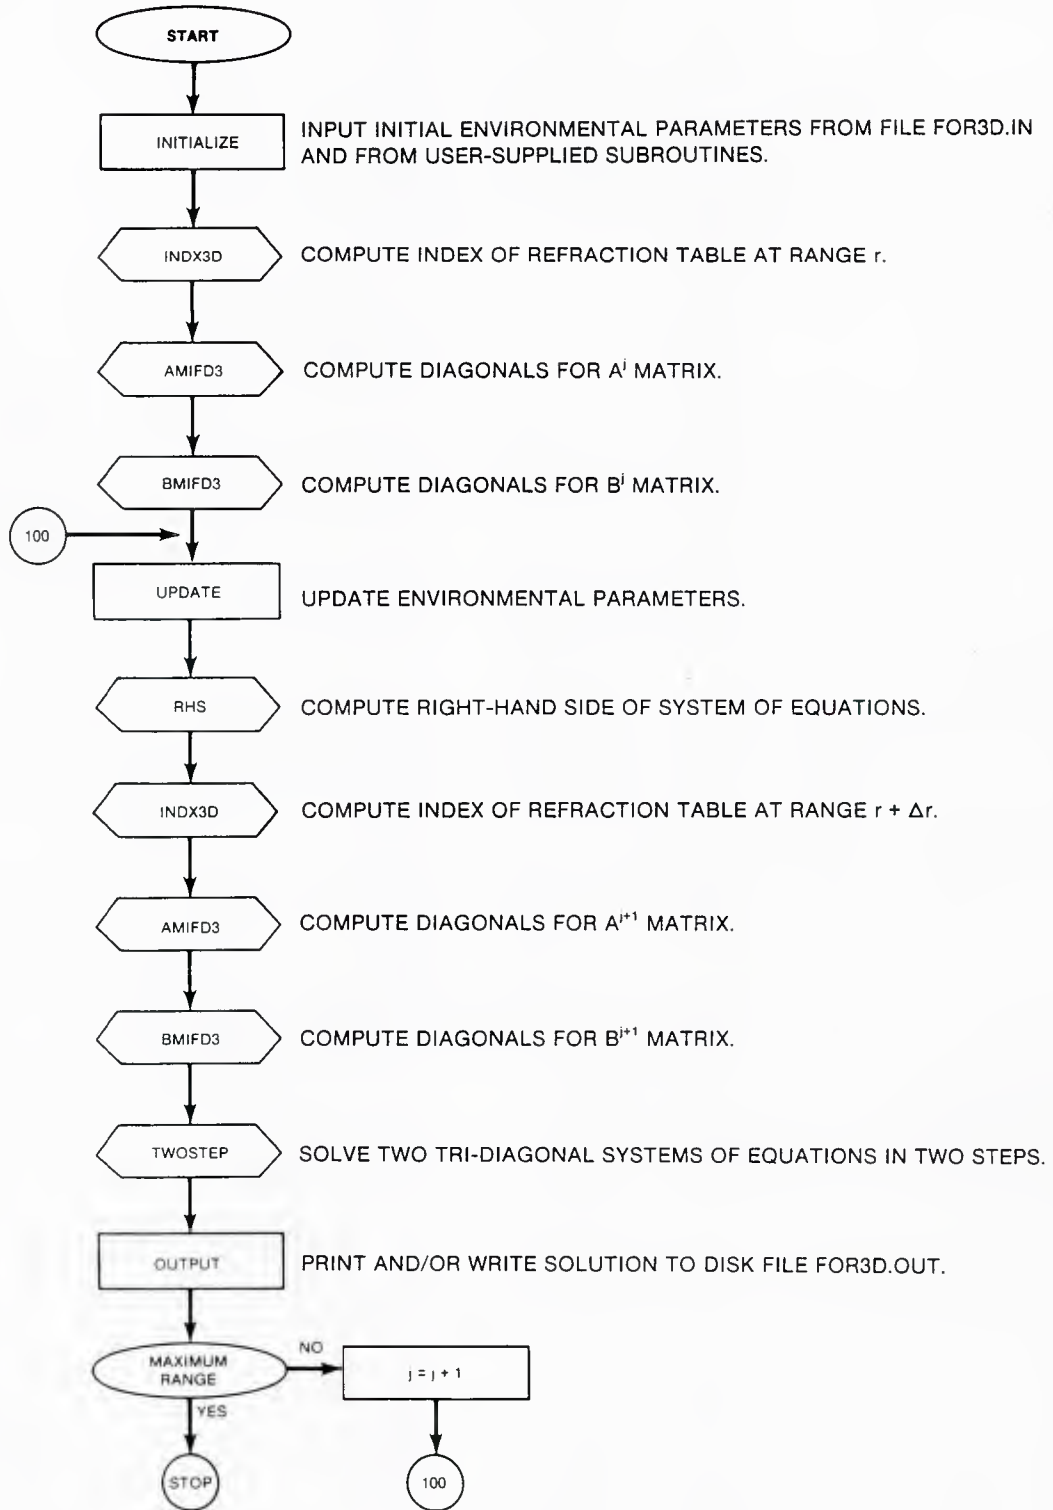 START
INITIALIZE
INPUT INITIAL ENVIRONMENTAL PARAMETERS FROM FILE FOR3D.IN
AND FROM USER-SUPPLIED SUBROUTINES.
INDX3D
COMPUTE INDEX OF REFRACTION TABLE AT RANGE r.
AMIFD3
COMPUTE DIAGONALS FOR Aʲ MATRIX.
BMIFD3
COMPUTE DIAGONALS FOR Bʲ MATRIX.
100
UPDATE
UPDATE ENVIRONMENTAL PARAMETERS.
RHS
COMPUTE RIGHT-HAND SIDE OF SYSTEM OF EQUATIONS.
INDX3D
COMPUTE INDEX OF REFRACTION TABLE AT RANGE r + Δr.
AMIFD3
COMPUTE DIAGONALS FOR Aʲ⁺¹ MATRIX.
BMIFD3
COMPUTE DIAGONALS FOR Bʲ⁺¹ MATRIX.
TWOSTEP
SOLVE TWO TRI-DIAGONAL SYSTEMS OF EQUATIONS IN TWO STEPS.
OUTPUT
PRINT AND/OR WRITE SOLUTION TO DISK FILE FOR3D.OUT.
MAXIMUM
RANGE
NO
j = j + 1
YES
STOP
100